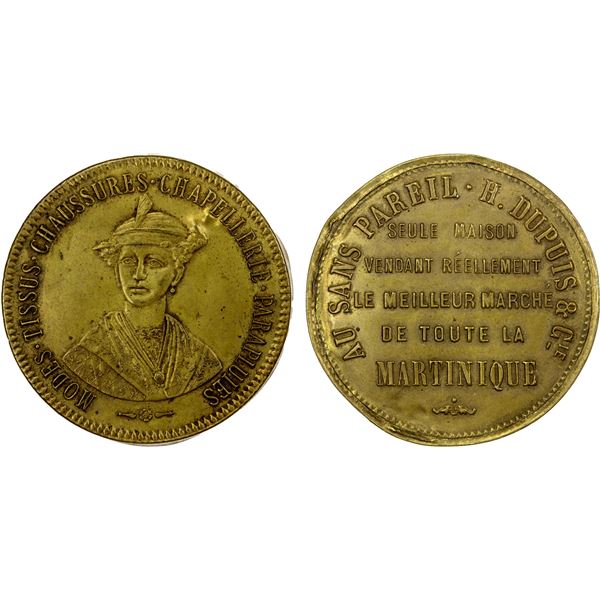 MODES · TISSUS · CHAUSSURES · CHAPELLERIE · PARAPLUIES
AU SANS PAREIL · H. DUPUIS & CIE
SEULE MAISON
VENDANT RÉELLEMENT
LE MEILLEUR MARCHÉ
DE TOUTE LA
MARTINIQUE